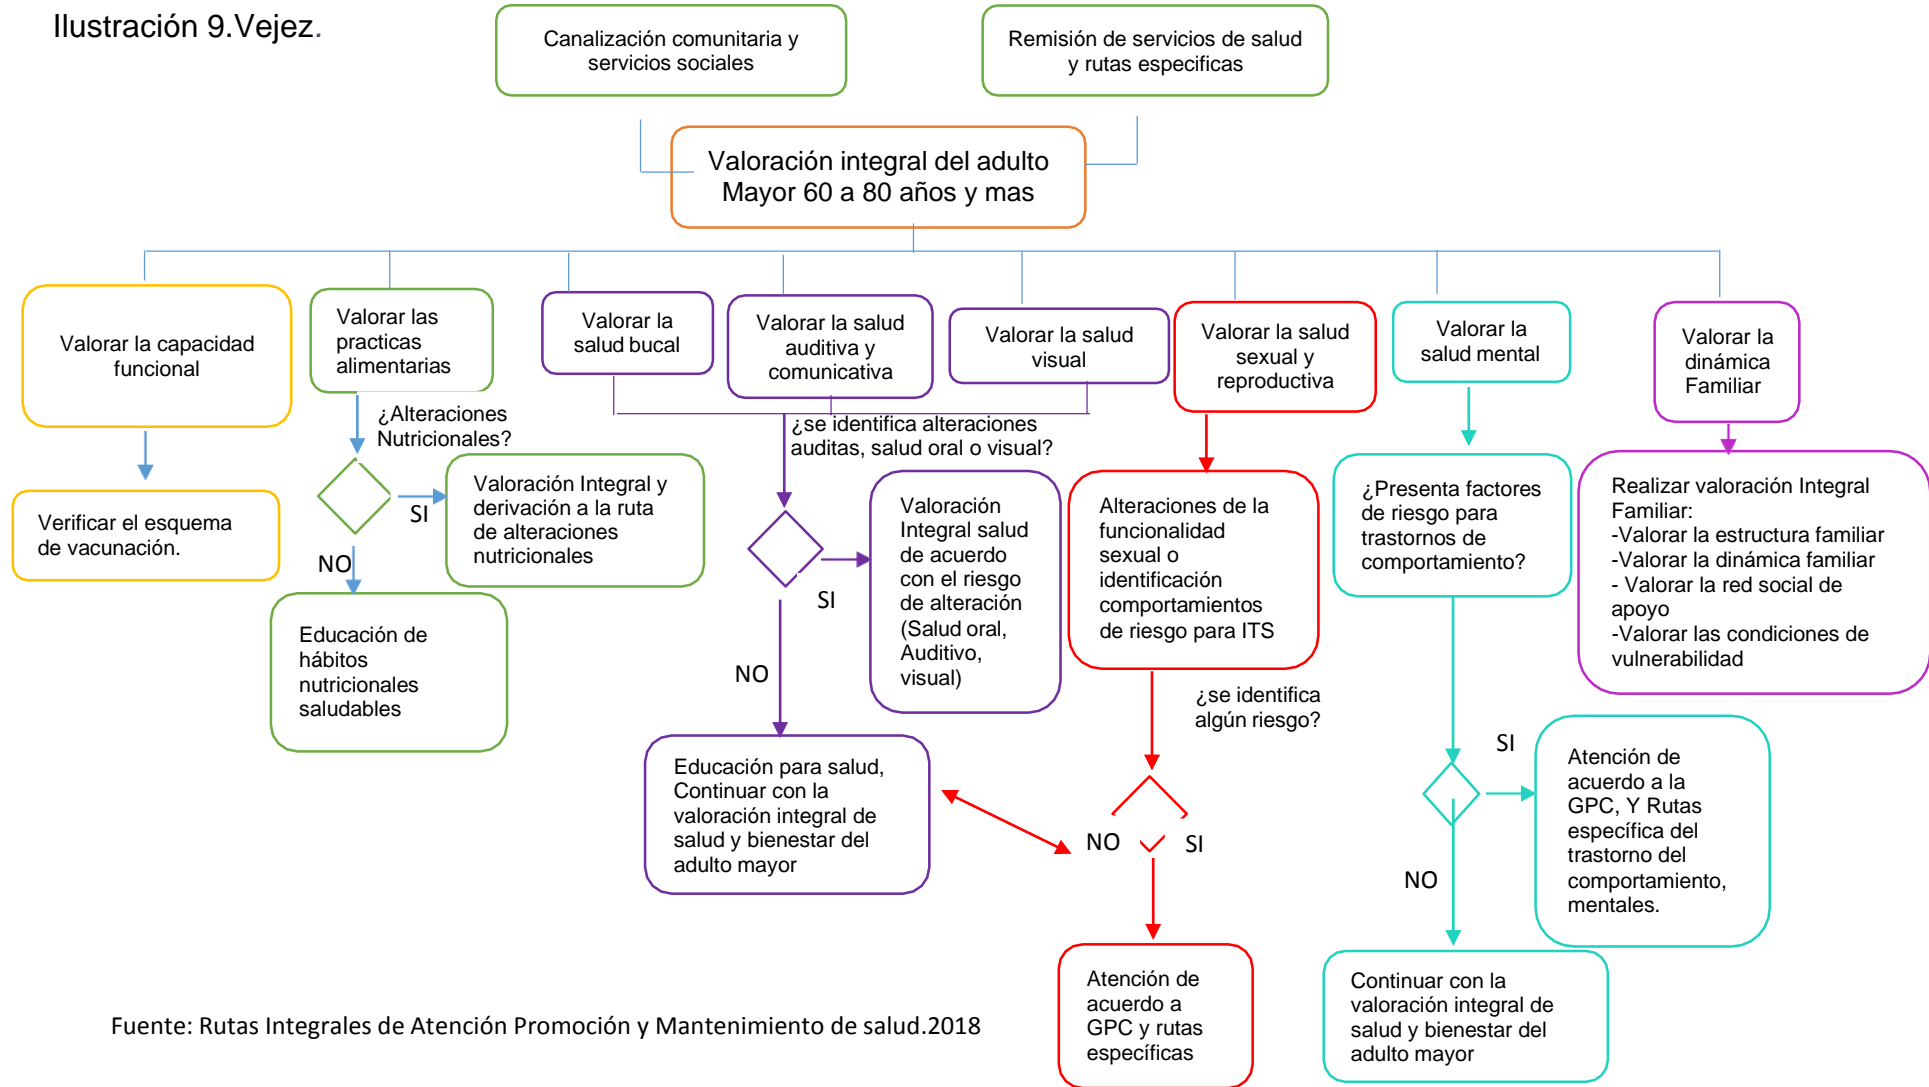 Ilustración 9.Vejez.
Canalización comunitaria y
servicios sociales
Remisión de servicios de salud
y rutas especificas
Valoración integral del adulto
Mayor 60 a 80 años y mas
Valorar la capacidad
funcional
Valorar las
practicas
alimentarias
Valorar la
salud bucal
Valorar la salud
auditiva y
comunicativa
Valorar la salud
visual
Valorar la salud
sexual y
reproductiva
Valorar la
salud mental
Valorar la
dinámica
Familiar
¿Alteraciones
Nutricionales?
¿se identifica alteraciones
auditas, salud oral o visual?
Verificar el esquema
de vacunación.
SI
NO
Valoración Integral y
derivación a la ruta
de alteraciones
nutricionales
Educación de
hábitos
nutricionales
saludables
SI
NO
Valoración
Integral salud
de acuerdo
con el riesgo
de alteración
(Salud oral,
Auditivo,
visual)
Educación para salud,
Continuar con la
valoración integral de
salud y bienestar del
adulto mayor
Alteraciones de la
funcionalidad
sexual o
identificación
comportamientos
de riesgo para ITS
¿se identifica
algún riesgo?
NO
SI
Atención de
acuerdo a
GPC y rutas
específicas
¿Presenta factores
de riesgo para
trastornos de
comportamiento?
SI
NO
Atención de
acuerdo a la
GPC, Y Rutas
específica del
trastorno del
comportamiento,
mentales.
Continuar con la
valoración integral de
salud y bienestar del
adulto mayor
Realizar valoración Integral
Familiar:
-Valorar la estructura familiar
-Valorar la dinámica familiar
- Valorar la red social de
apoyo
-Valorar las condiciones de
vulnerabilidad
Fuente: Rutas Integrales de Atención Promoción y Mantenimiento de salud.2018